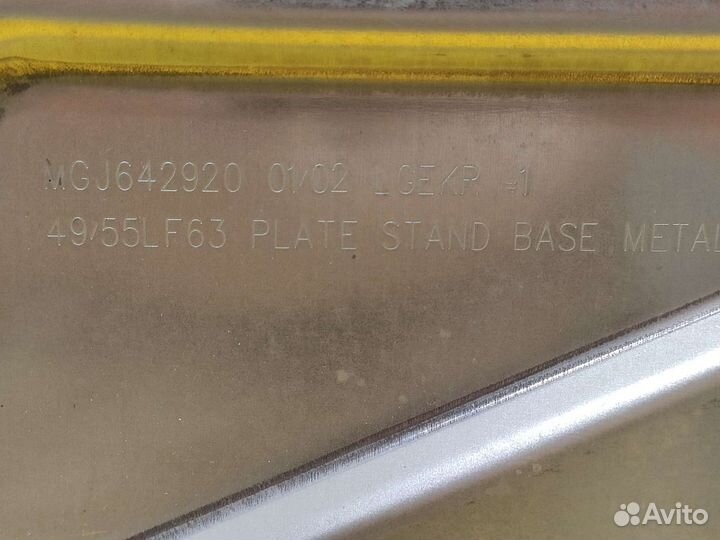 MGJ642920 01/02 LGEKR -1
49/55LF63 PLATE STAND BASE METAL
Avito